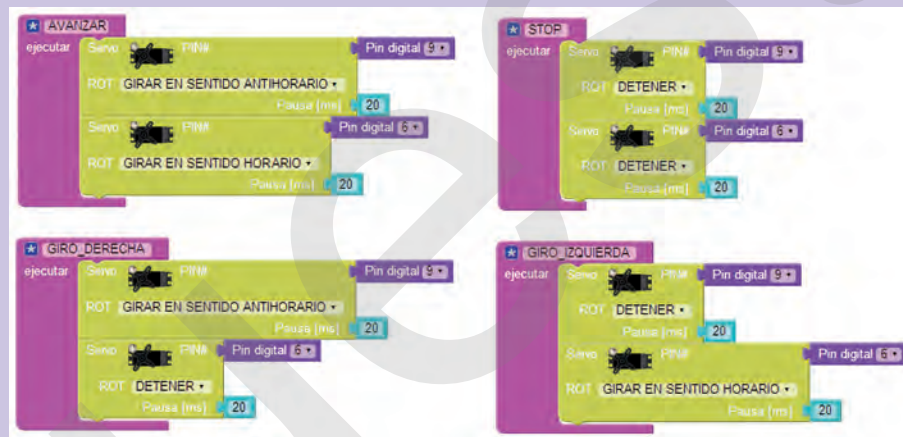 AVANZAR
ejecutar Servo PIN# Pin digital 9
ROT GIRAR EN SENTIDO ANTIHORARIO
Pausa [ms] 20
Servo PIN# Pin digital 6
ROT GIRAR EN SENTIDO HORARIO
Pausa [ms] 20
STOP
ejecutar Servo PIN# Pin digital 9
ROT DETENER
Pausa [ms] 20
Servo PIN# Pin digital 6
ROT DETENER
Pausa [ms] 20
GIRO_DERECHA
ejecutar Servo PIN# Pin digital 9
ROT GIRAR EN SENTIDO ANTIHORARIO
Pausa [ms] 20
Servo PIN# Pin digital 6
ROT DETENER
Pausa [ms] 20
GIRO_IZQUIERDA
ejecutar Servo PIN# Pin digital 9
ROT DETENER
Pausa [ms] 20
Servo PIN# Pin digital 6
ROT GIRAR EN SENTIDO HORARIO
Pausa [ms] 20